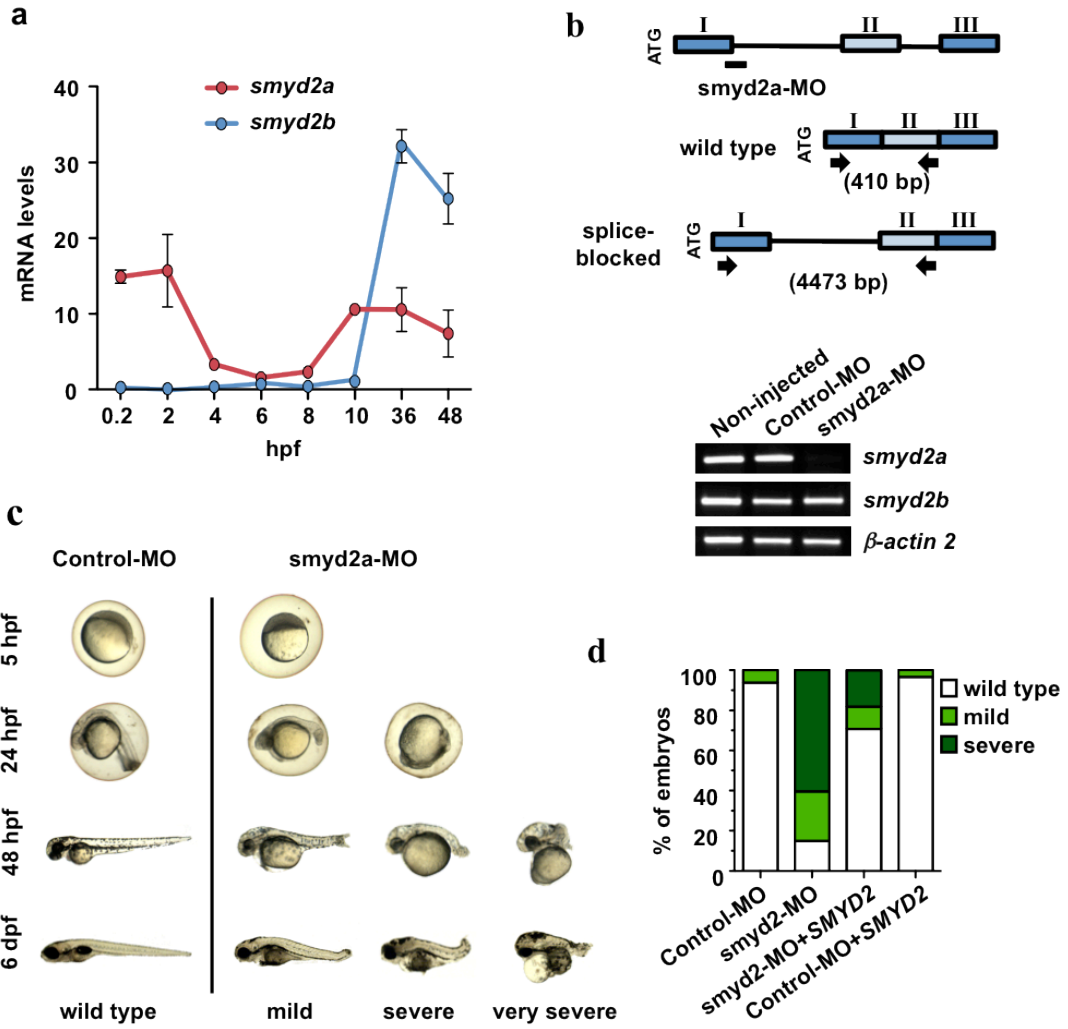 a
40
30
20
10
0
mRNA levels
smyd2a
smyd2b
0.2 2 4 6 8 10 36 48
hpf
b
I II III
ATG
smyd2a-MO
I II III
wild type ATG
(410 bp)
I II III
splice-
blocked
ATG
(4473 bp)
Non-injected
Control-MO
smyd2a-MO
smyd2a
smyd2b
β-actin 2
c
Control-MO smyd2a-MO
5 hpf
24 hpf
48 hpf
6 dpf
wild type mild severe very severe
d
100
80
60
40
20
0
% of embryos
wild type
mild
severe
Control-MO
smyd2-MO
smyd2-MO+SMYD2
Control-MO+SMYD2